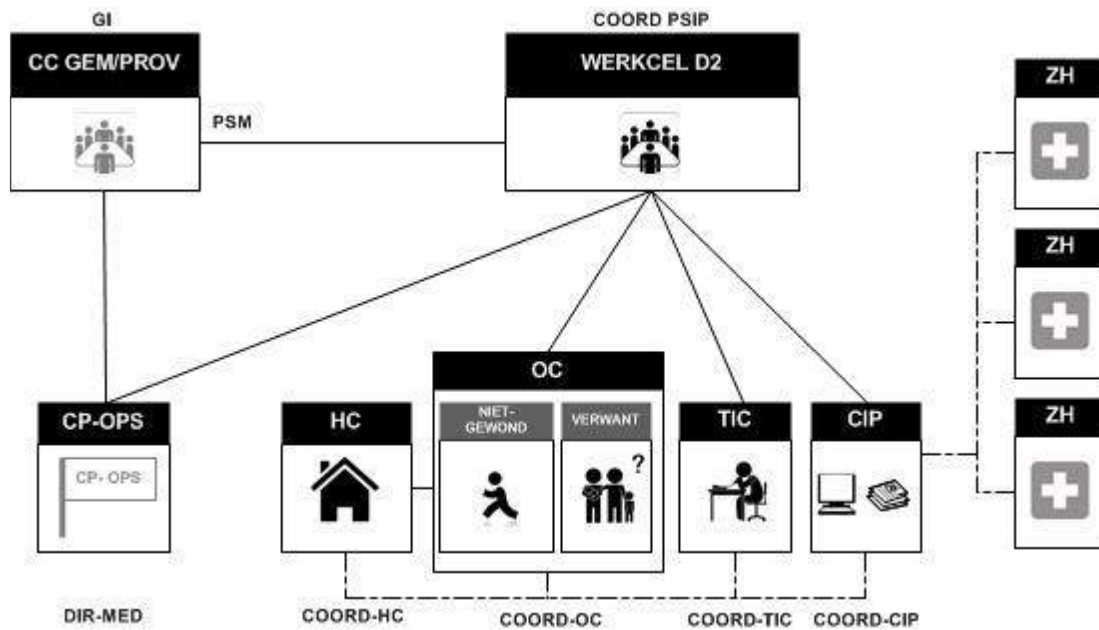 GI
COORD PSIP
CC GEM/PROV
WERKCEL D2
ZH
PSM
ZH
ZH
OC
CP-OPS
HC
NIET-
GEWOND
VERWANT
TIC
CIP
?
CP- OPS
DIR-MED
COORD-HC
COORD-OC
COORD-TIC
COORD-CIP